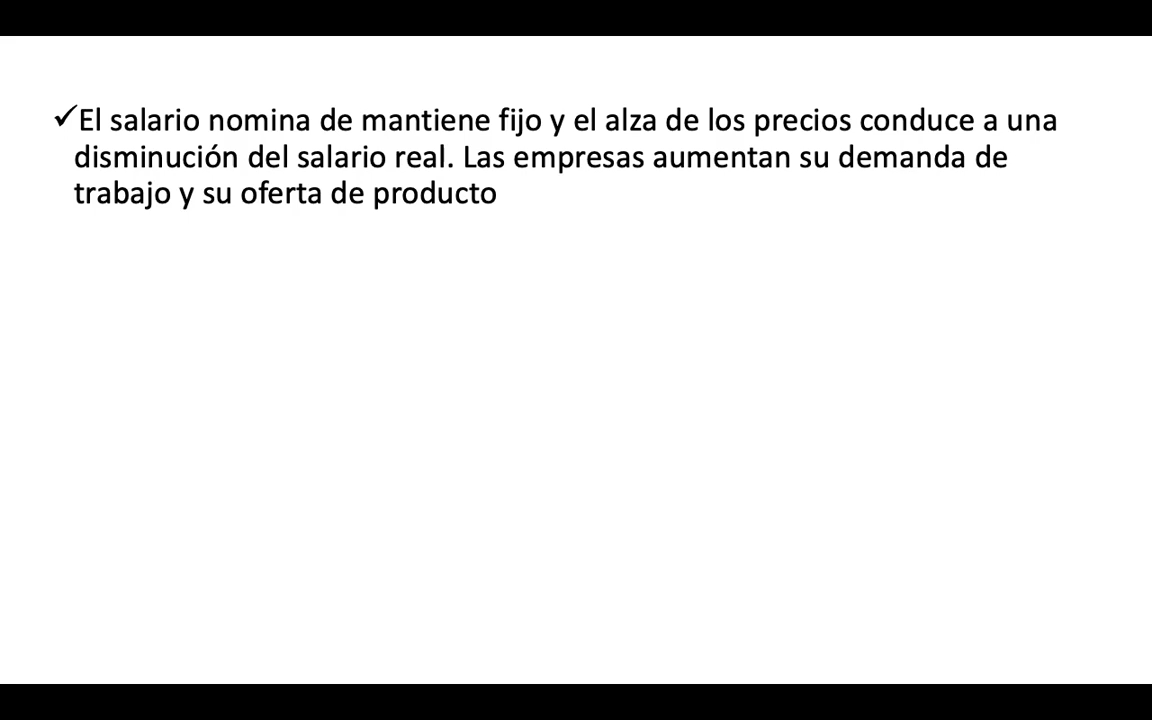 ✓El salario nomina de mantiene fijo y el alza de los precios conduce a una
disminución del salario real. Las empresas aumentan su demanda de
trabajo y su oferta de producto